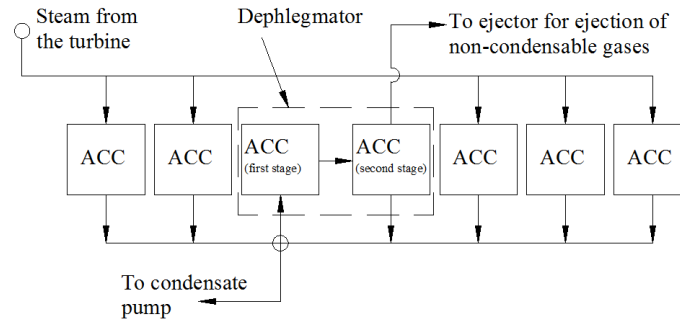 Steam from
the turbine
Dephlegmator
To ejector for ejection of
non-condensable gases
ACC
ACC
ACC
(first stage)
ACC
(second stage)
ACC
ACC
ACC
To condensate
pump